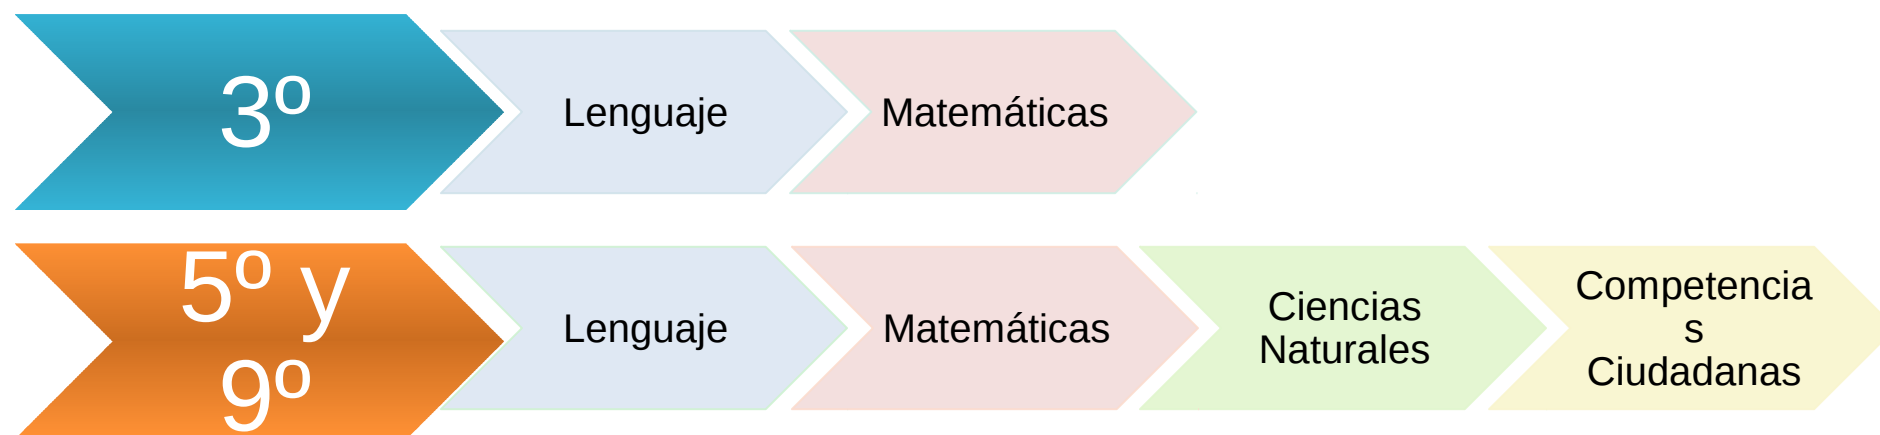 3º
Lenguaje
Matemáticas
5º y
9º
Lenguaje
Matemáticas
Ciencias
Naturales
Competencia
s
Ciudadanas